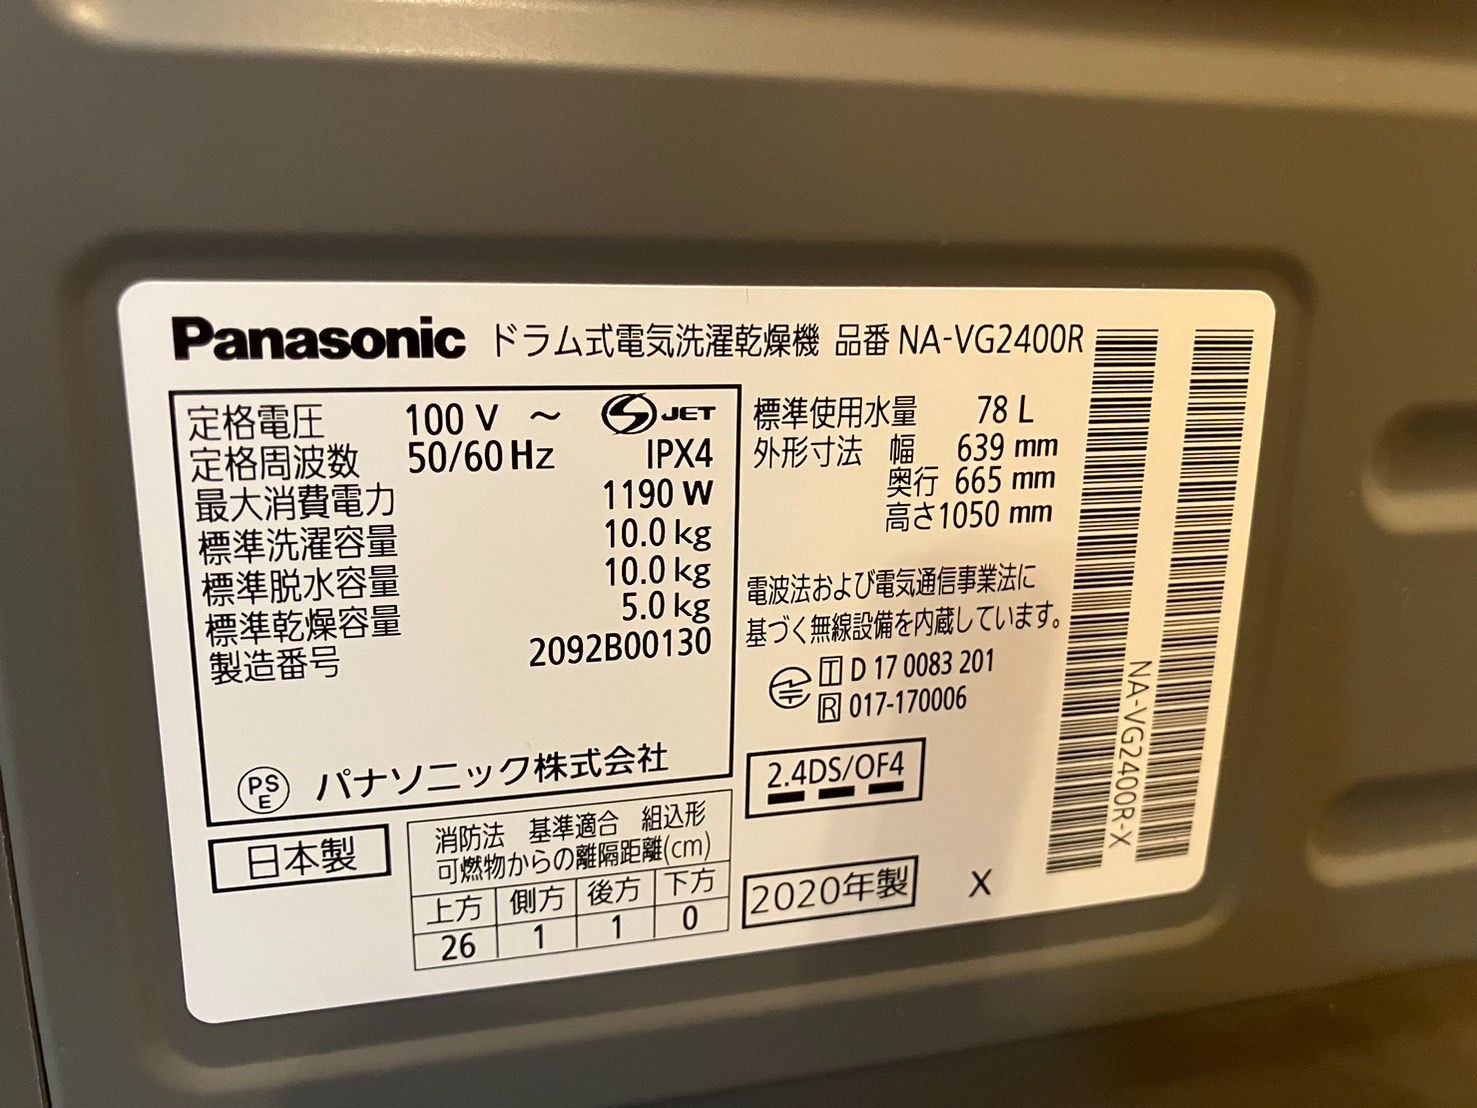 Panasonic ドラム式電気洗濯乾燥機 品番 NA-VG2400R
定格電圧 100 V ～ S JET
定格周波数 50/60 Hz IPX4
最大消費電力 1190 W
標準洗濯容量 10.0 kg
標準脱水容量 10.0 kg
標準乾燥容量 5.0 kg
製造番号 2092B00130
PS E パナソニック株式会社
標準使用水量 78 L
外形寸法 幅 639 mm
奥行 665 mm
高さ1050 mm
電波法および電気通信事業法に
基づく無線設備を内蔵しています。
T D 17 0083 201
R 017-170006
2.4DS/OF4
日本製
消防法 基準適合 組込形
可燃物からの離隔距離(cm)
上方 側方 後方 下方
26 1 1 0
2020年製 X
NA-VG2400R-X